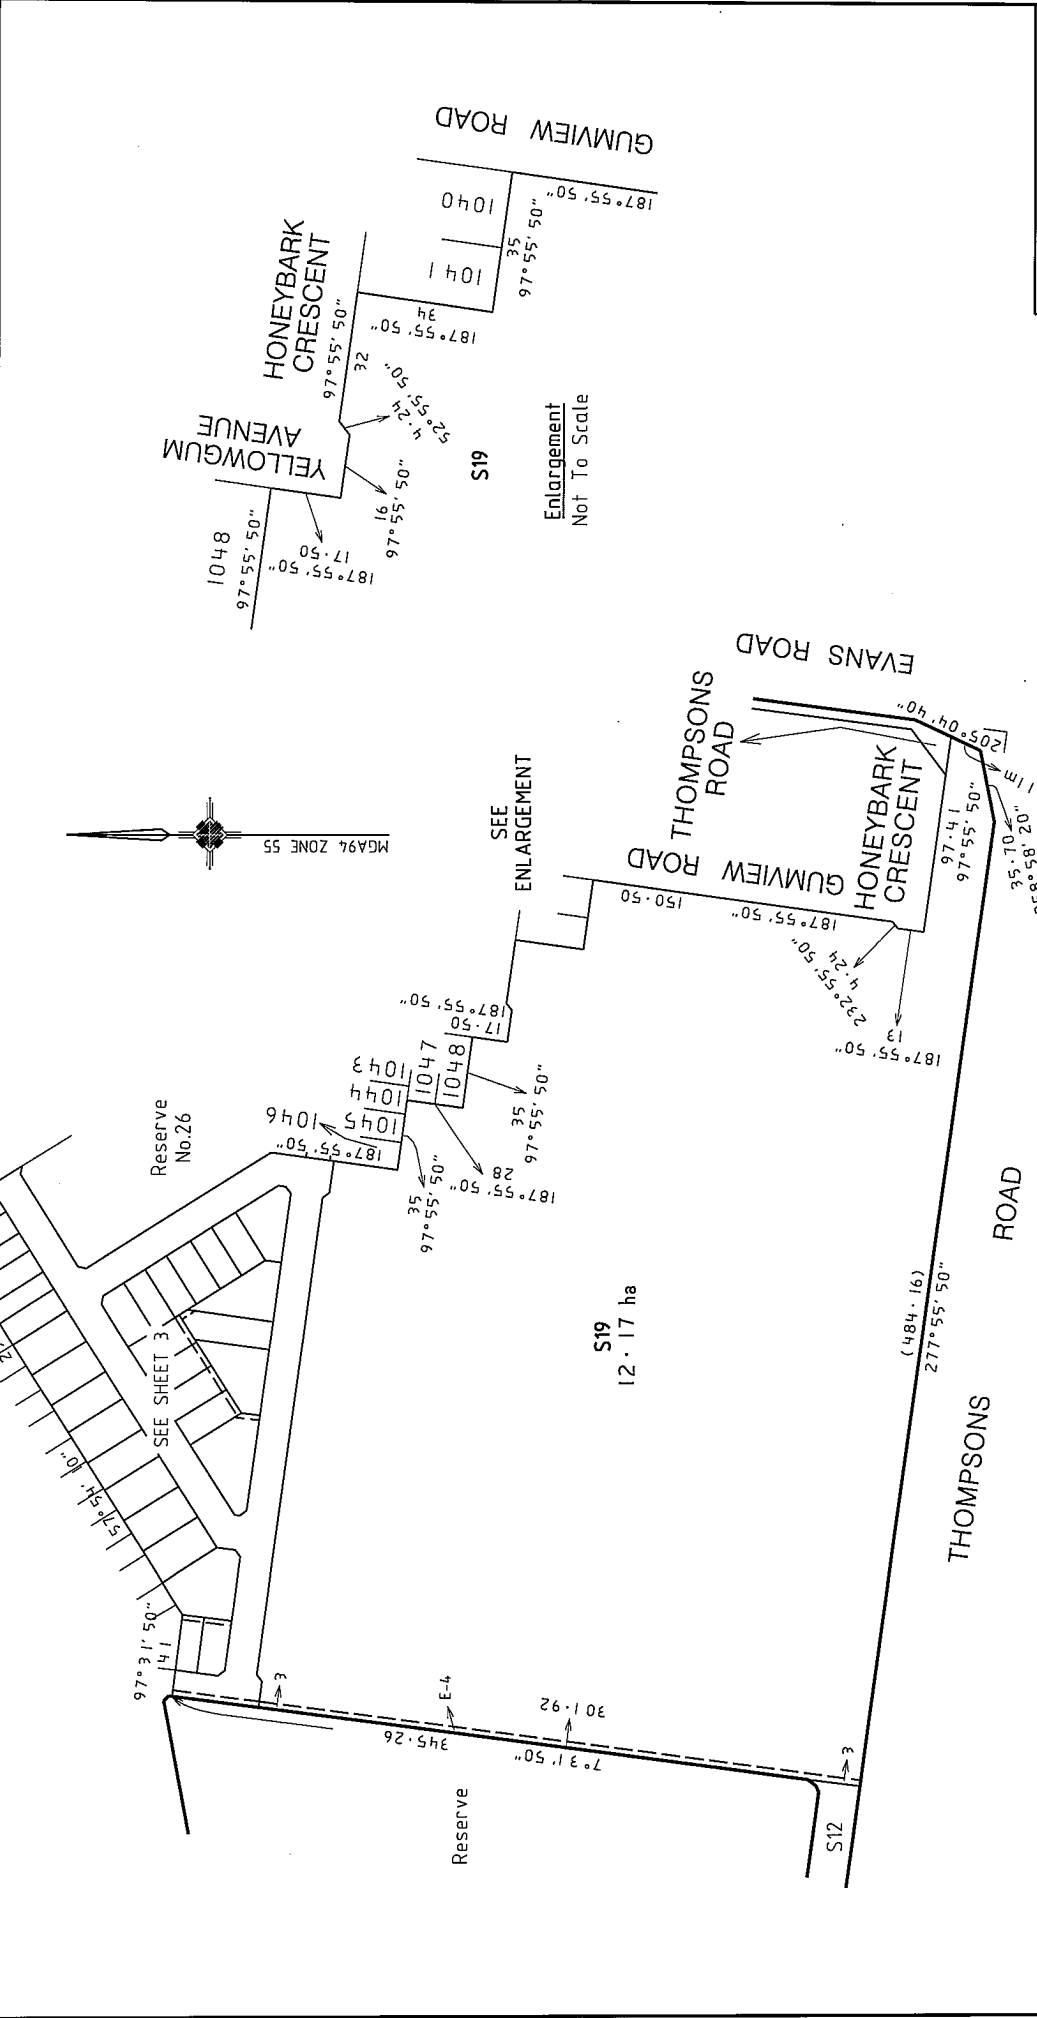 GUMVIEW ROAD
187°55'50"
1040
1041
35
97°55'50"
HONEYBARK
CRESCENT
97°55'50"
32
34
187°55'50"
4·24
52°55'50"
YELLOWGUM
AVENUE
16
97°55'50"
17·50
187°55'50"
1048
97°55'50"
S19
Enlargement
Not To Scale
MGA94 ZONE 55
EVANS ROAD
THOMPSONS
ROAD
205°04'40"
11m
35·70
HONEYBARK
CRESCENT
97·41
97°55'50"
GUMVIEW ROAD
150·50
187°55'50"
4·24
232°55'50"
13
187°55'50"
SEE
ENLARGEMENT
187°55'50"
17·50
1043
1044
1045
1046
1047
1048
35
97°55'50"
28
187°55'50"
187°55'50"
35
97°55'50"
Reserve
No.26
SEE SHEET 3
57°54'10"
97°31'50"
41
S19
12·17 ha
(484·16)
277°55'50"
THOMPSONS ROAD
3
E-4
345·26
301·92
7°31'50"
3
Reserve
S12